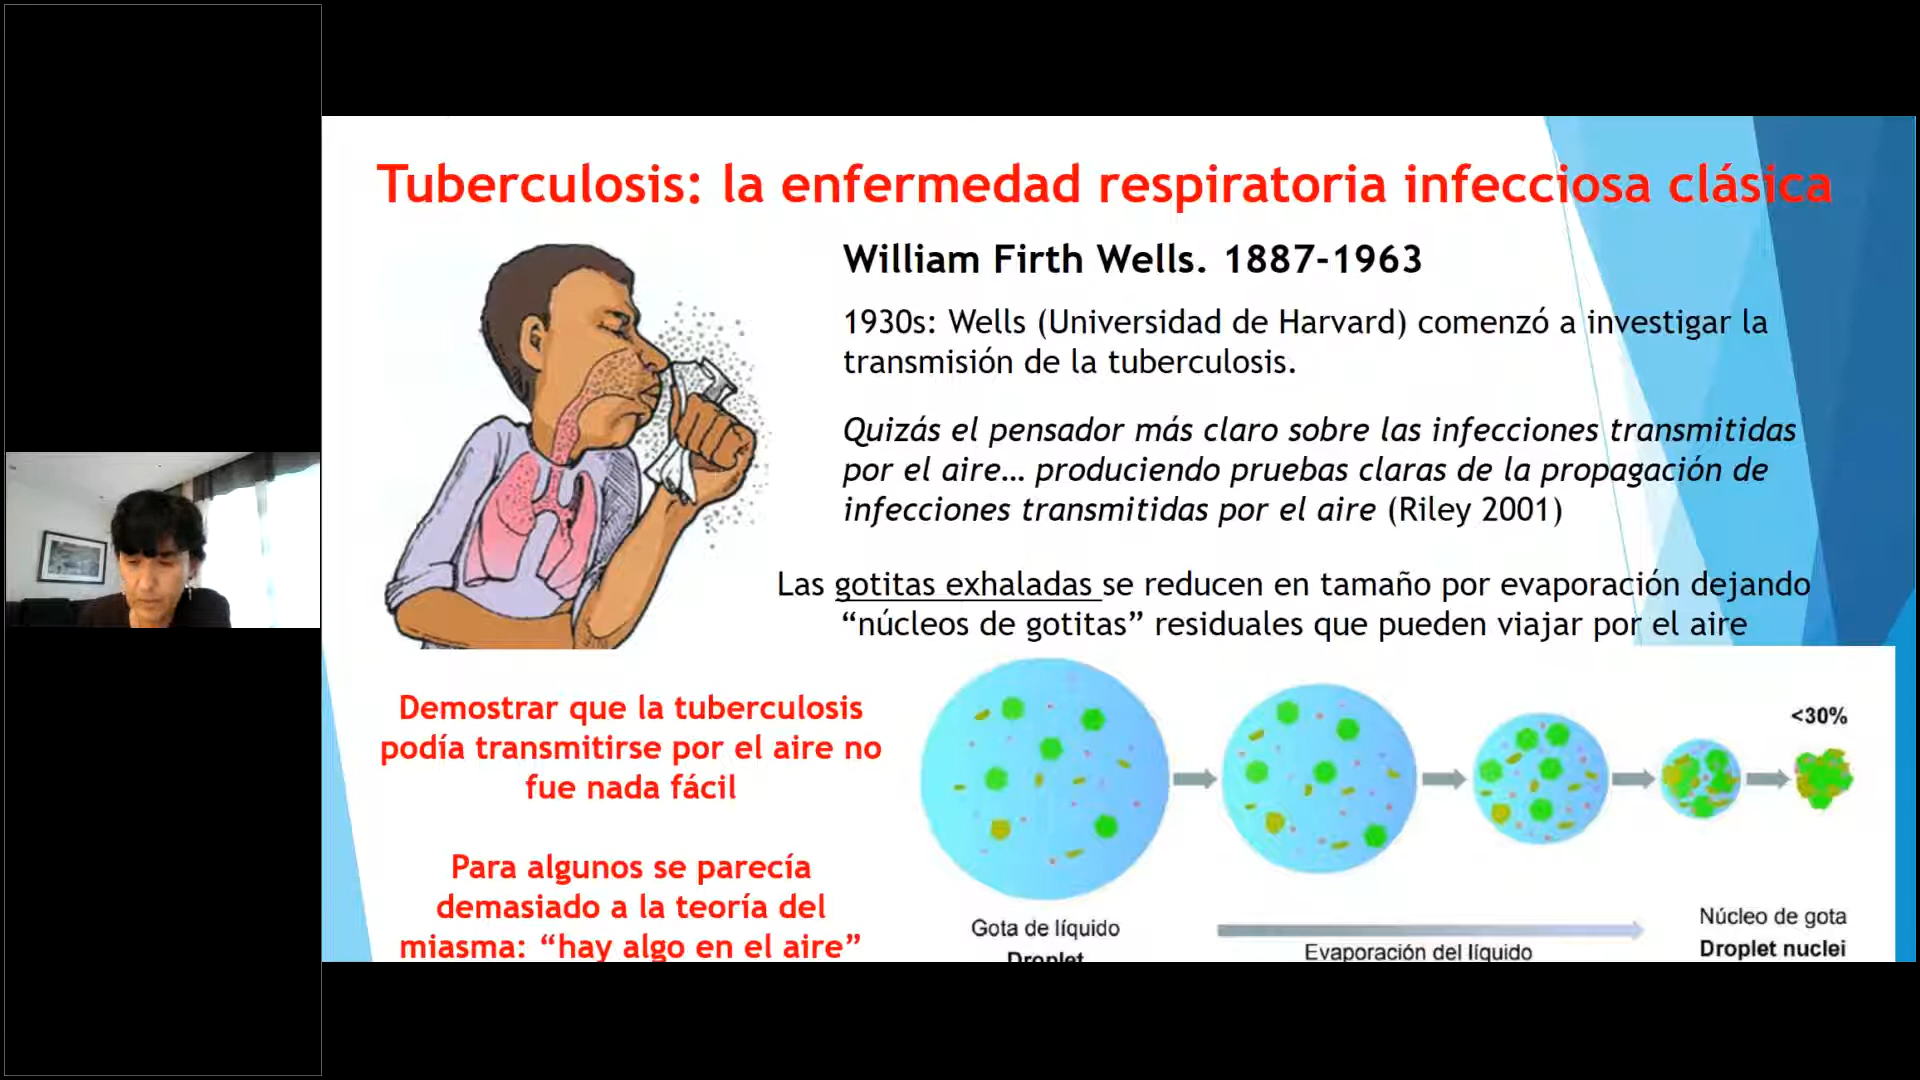 Tuberculosis: la enfermedad respiratoria infecciosa clásica
William Firth Wells. 1887-1963
1930s: Wells (Universidad de Harvard) comenzó a investigar la
transmisión de la tuberculosis.
Quizás el pensador más claro sobre las infecciones transmitidas
por el aire... produciendo pruebas claras de la propagación de
infecciones transmitidas por el aire (Riley 2001)
Las gotitas exhaladas se reducen en tamaño por evaporación dejando
“núcleos de gotitas” residuales que pueden viajar por el aire
Demostrar que la tuberculosis
podía transmitirse por el aire no
fue nada fácil
Para algunos se parecía
demasiado a la teoría del
miasma: “hay algo en el aire”
<30%
Gota de líquido
Droplet
Evaporación del líquido
Núcleo de gota
Droplet nuclei